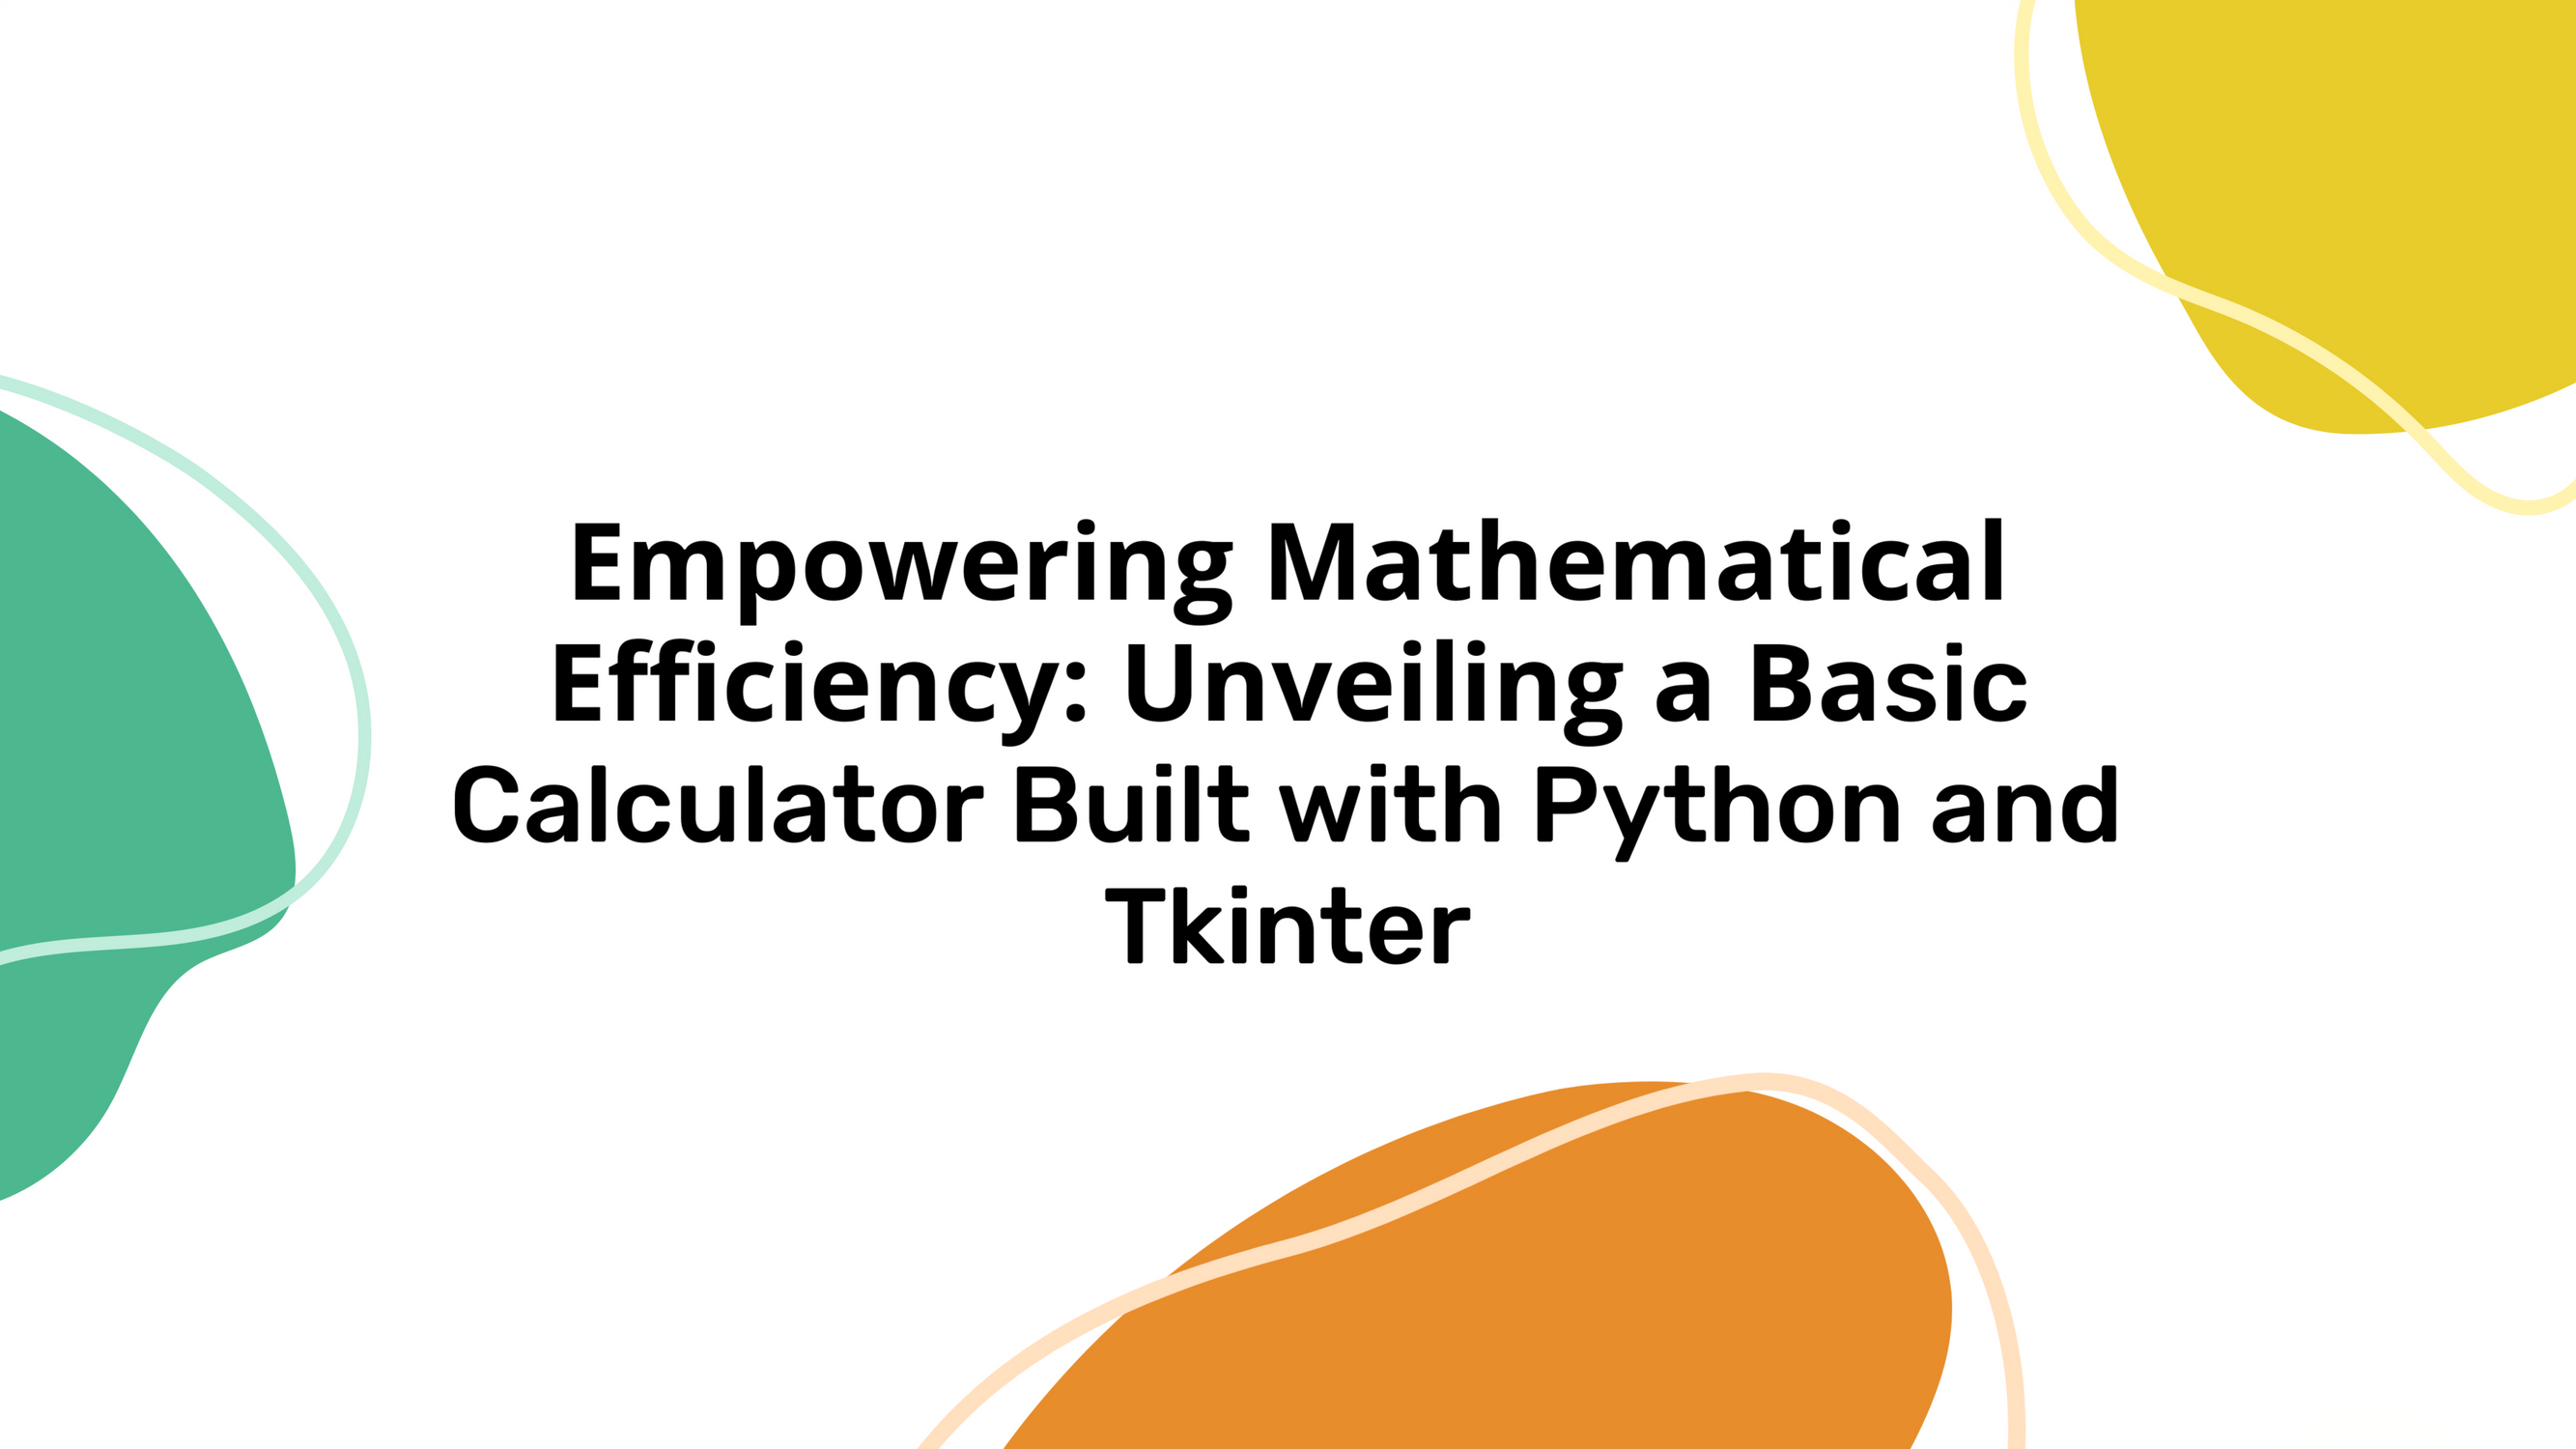 Empowering Mathematical
Efficiency: Unveiling a Basic
Calculator Built with Python and
Tkinter